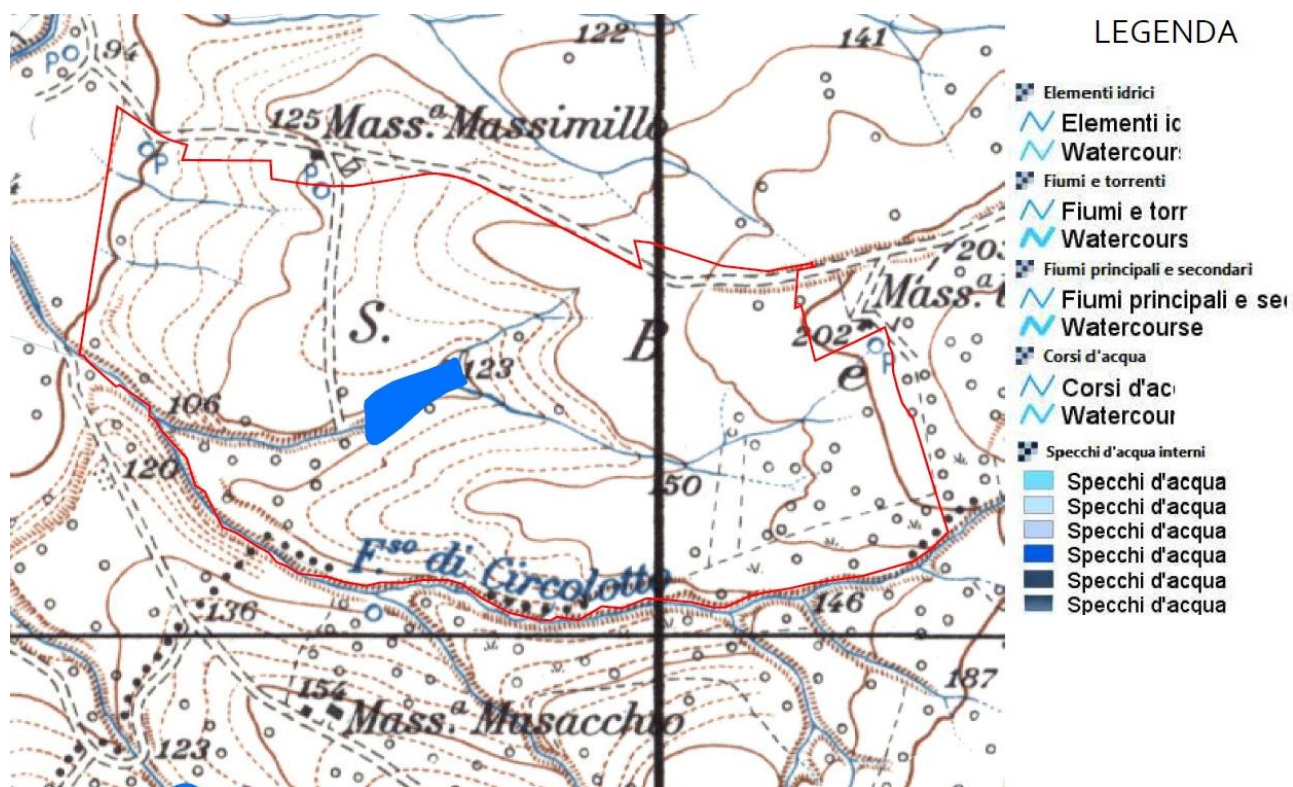 94
P
122
141
125 Mass.ª Massimillo
P
P
203
Mass.ª
202
P
S.
B
e
123
106
120
150
F.so di Circolotto
136
146
187
154
Mass.ª Musacchio
123
LEGENDA
Elementi idrici
Elementi id
Watercour
Fiumi e torrenti
Fiumi e torr
Watercours
Fiumi principali e secondari
Fiumi principali e se
Watercourse
Corsi d'acqua
Corsi d'ac
Watercour
Specchi d'acqua interni
Specchi d'acqua
Specchi d'acqua
Specchi d'acqua
Specchi d'acqua
Specchi d'acqua
Specchi d'acqua